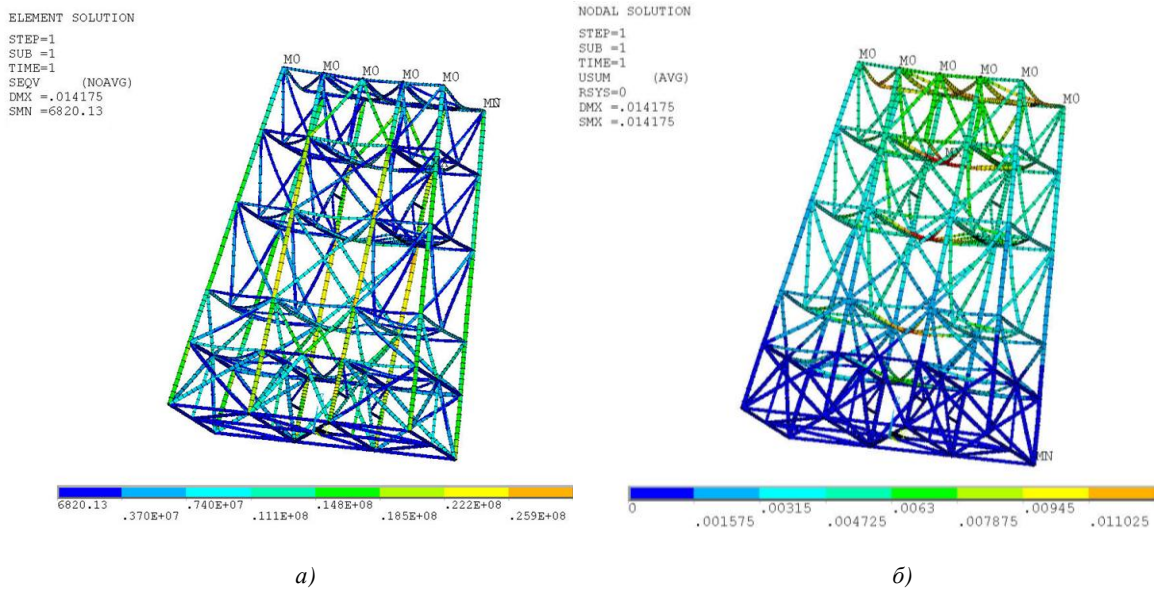 ELEMENT SOLUTION
STEP=1
SUB =1
TIME=1
SEQV (NOAVG)
DMX =.014175
SMN =6820.13
MO MO MO MO MO
MN
6820.13 .740E+07 .148E+08 .222E+08
.370E+07 .111E+08 .185E+08 .259E+08
а)
NODAL SOLUTION
STEP=1
SUB =1
TIME=1
USUM (AVG)
RSYS=0
DMX =.014175
SMX =.014175
MO MO MO MO MO
MO
MN
0 .00315 .0063 .00945
.001575 .004725 .007875 .011025
б)